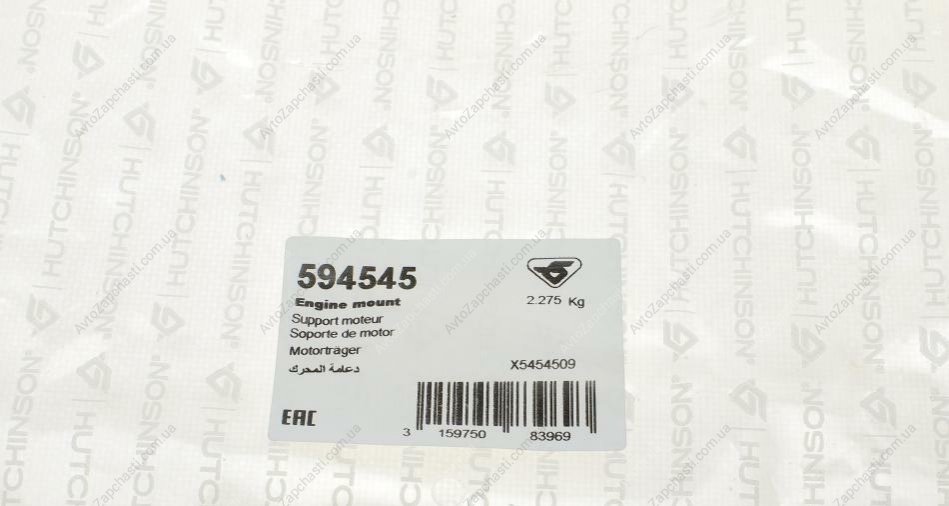 594545
Engine mount
Support moteur
Soporte de motor
Motorträger
دعامة المحرك
2.275 Kg
X5454509
EAC
3 159750 83969
HUTCHINSON
AvtoZapchasti.com.ua